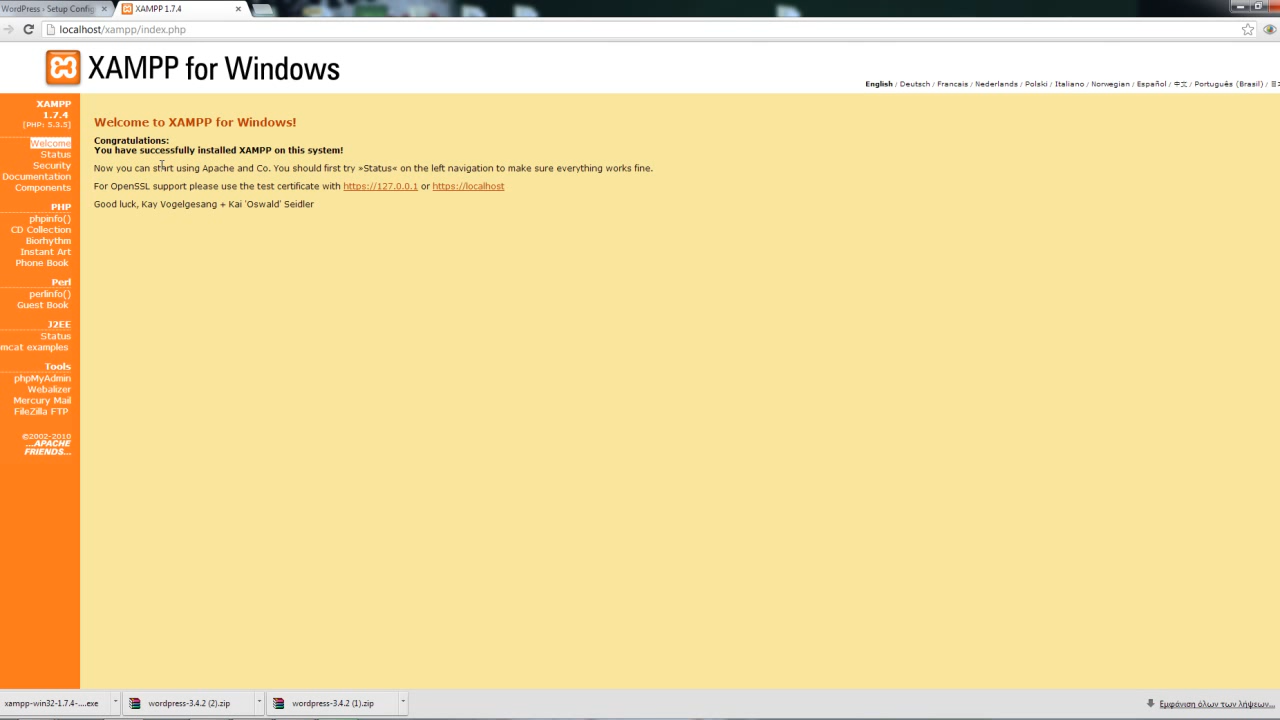 WordPress › Setup Config
XAMPP 1.7.4
localhost/xampp/index.php
XAMPP for Windows
English / Deutsch / Francais / Nederlands / Polski / Italiano / Norwegian / Español / 中文 / Português (Brasil) /
XAMPP
1.7.4
[PHP: 5.3.5]
Welcome
Status
Security
Documentation
Components
PHP
phpinfo()
CD Collection
Biorhythm
Instant Art
Phone Book
Perl
perlinfo()
Guest Book
J2EE
Status
mcat examples
Tools
phpMyAdmin
Webalizer
Mercury Mail
FileZilla FTP
©2002-2010
...APACHE
FRIENDS...
Welcome to XAMPP for Windows!
Congratulations:
You have successfully installed XAMPP on this system!
Now you can start using Apache and Co. You should first try »Status« on the left navigation to make sure everything works fine.
For OpenSSL support please use the test certificate with https://127.0.0.1 or https://localhost
Good luck, Kay Vogelgesang + Kai 'Oswald' Seidler
xampp-win32-1.7.4-....exe
wordpress-3.4.2 (2).zip
wordpress-3.4.2 (1).zip
Εμφάνιση όλων των λήψεων...